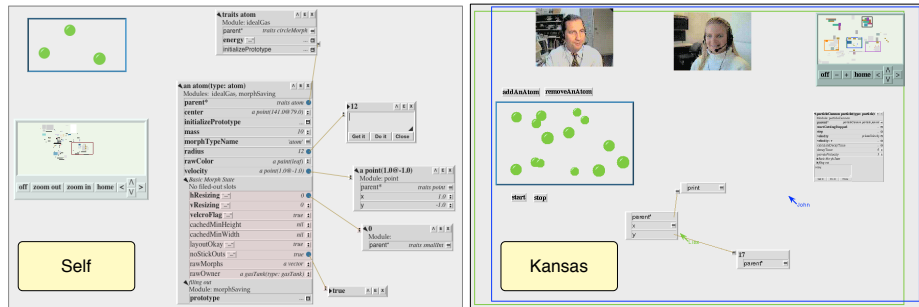 traits atom
Module: idealGas
parent* traits circleMorph
energy
initializePrototype ...
off zoom out zoom in home < ∧ ∨ >
an atom(type: atom)
Modules: idealGas, morphSaving
parent* traits atom
center a point(141.0@79.0)
initializePrototype ...
mass 10
morphTypeName 'atom'
radius 12
rawColor a paint(leaf)
velocity a point(1.0@-1.0)
Basic Morph State
No filed-out slots
hResizing 0
vResizing 0
velcroFlag true
cachedMinHeight nil
cachedMinWidth nil
layoutOkay true
noStickOuts true
rawMorphs a vector
rawOwner a gasTank(type: gasTank)
filing out
Module: morphSaving
prototype ...
12
Get it Do it Close
a point(1.0@-1.0)
Module: point
parent* traits point
x 1.0
y -1.0
0
Module:
parent* traits smallInt
true
Self
off − + home < ∧ ∨ >
addAnAtom removeAnAtom
start stop
print
John
parent*
x
y
17
parent*
Kansas